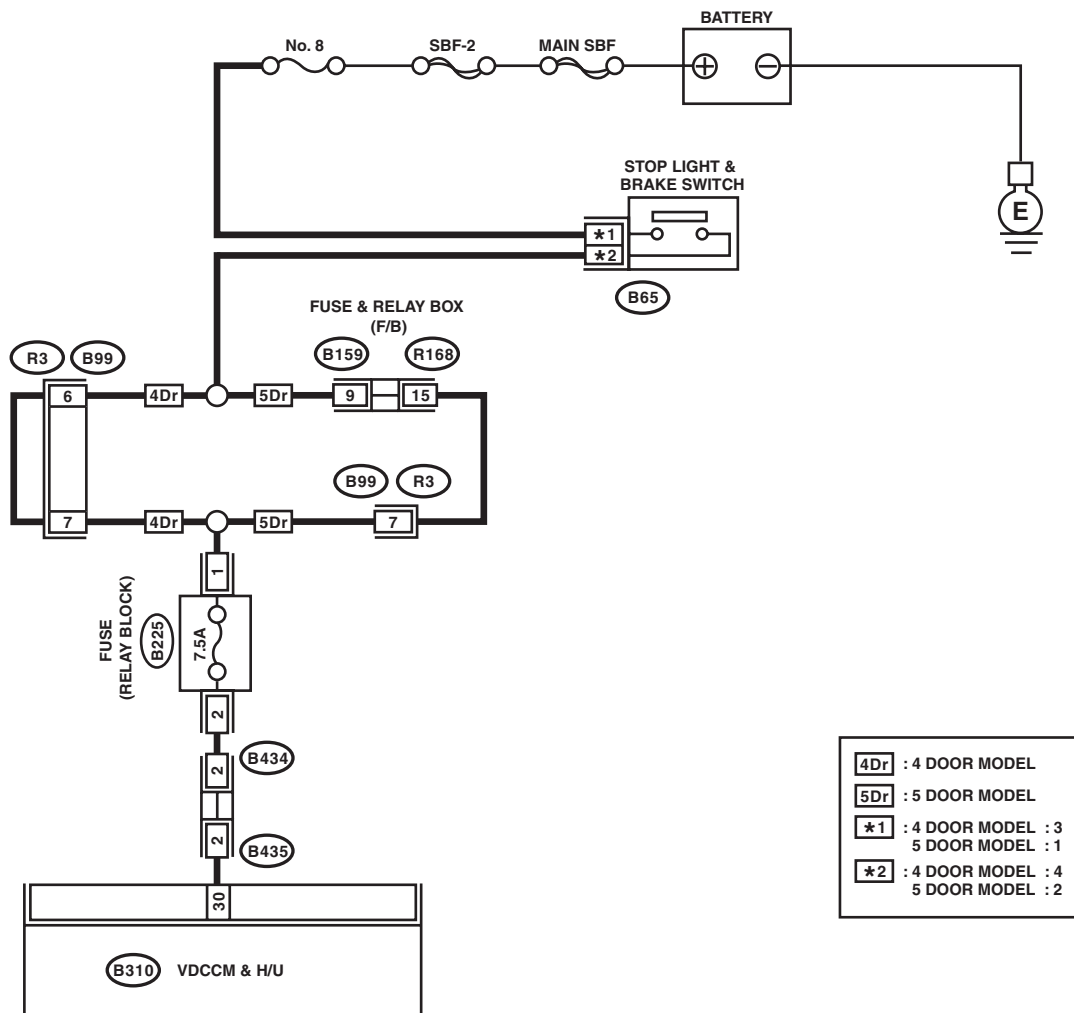 BATTERY
No. 8
SBF-2
MAIN SBF
STOP LIGHT &
BRAKE SWITCH
E
*1
*2
B65
FUSE & RELAY BOX
(F/B)
R3
B99
B159
R168
6
4Dr
5Dr
9
15
B99
R3
7
4Dr
5Dr
7
1
FUSE
(RELAY BLOCK)
B225
7.5A
2
2
B434
2
B435
30
B310
VDCCM & H/U
4Dr : 4 DOOR MODEL
5Dr : 5 DOOR MODEL
*1 : 4 DOOR MODEL : 3
5 DOOR MODEL : 1
*2 : 4 DOOR MODEL : 4
5 DOOR MODEL : 2